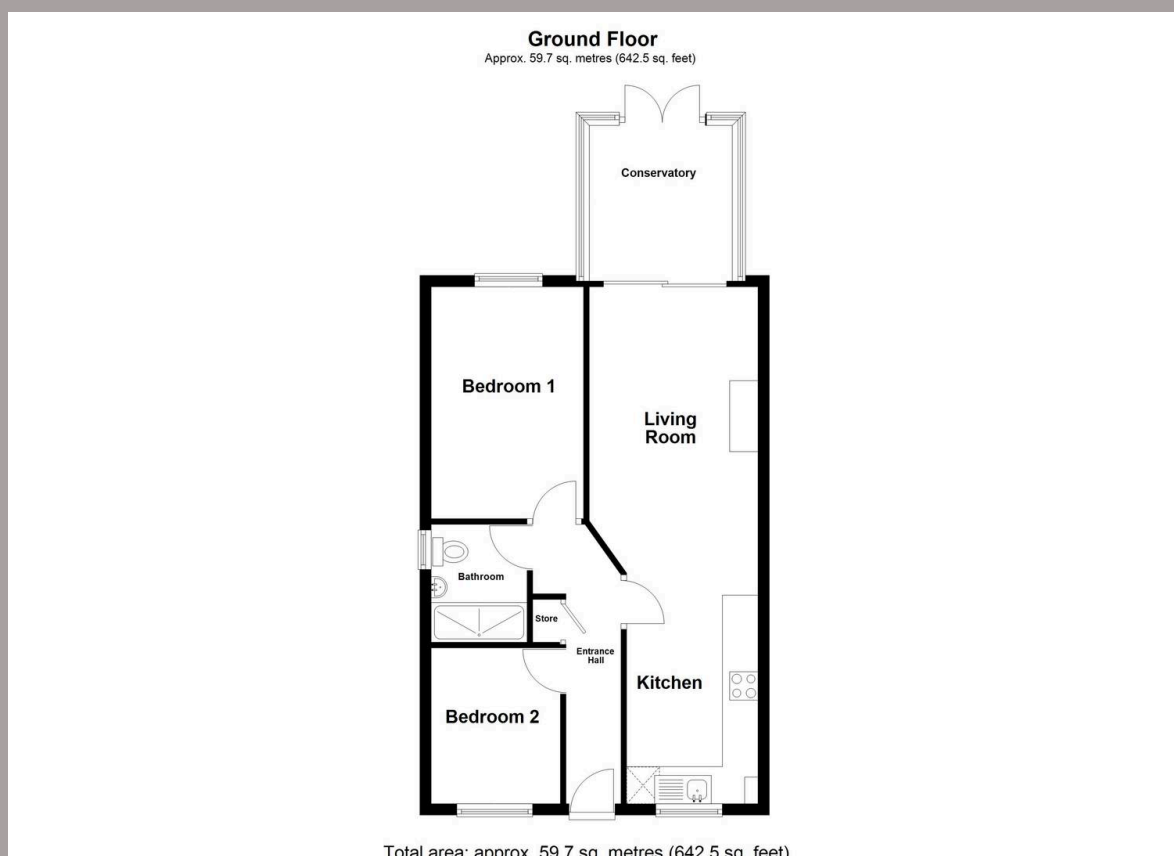 Ground Floor
Approx. 59.7 sq. metres (642.5 sq. feet)
Conservatory
Bedroom 1
Living
Room
Bathroom
Store
Entrance
Hall
Kitchen
Bedroom 2
Total area: approx. 59.7 sq. metres (642.5 sq. feet)